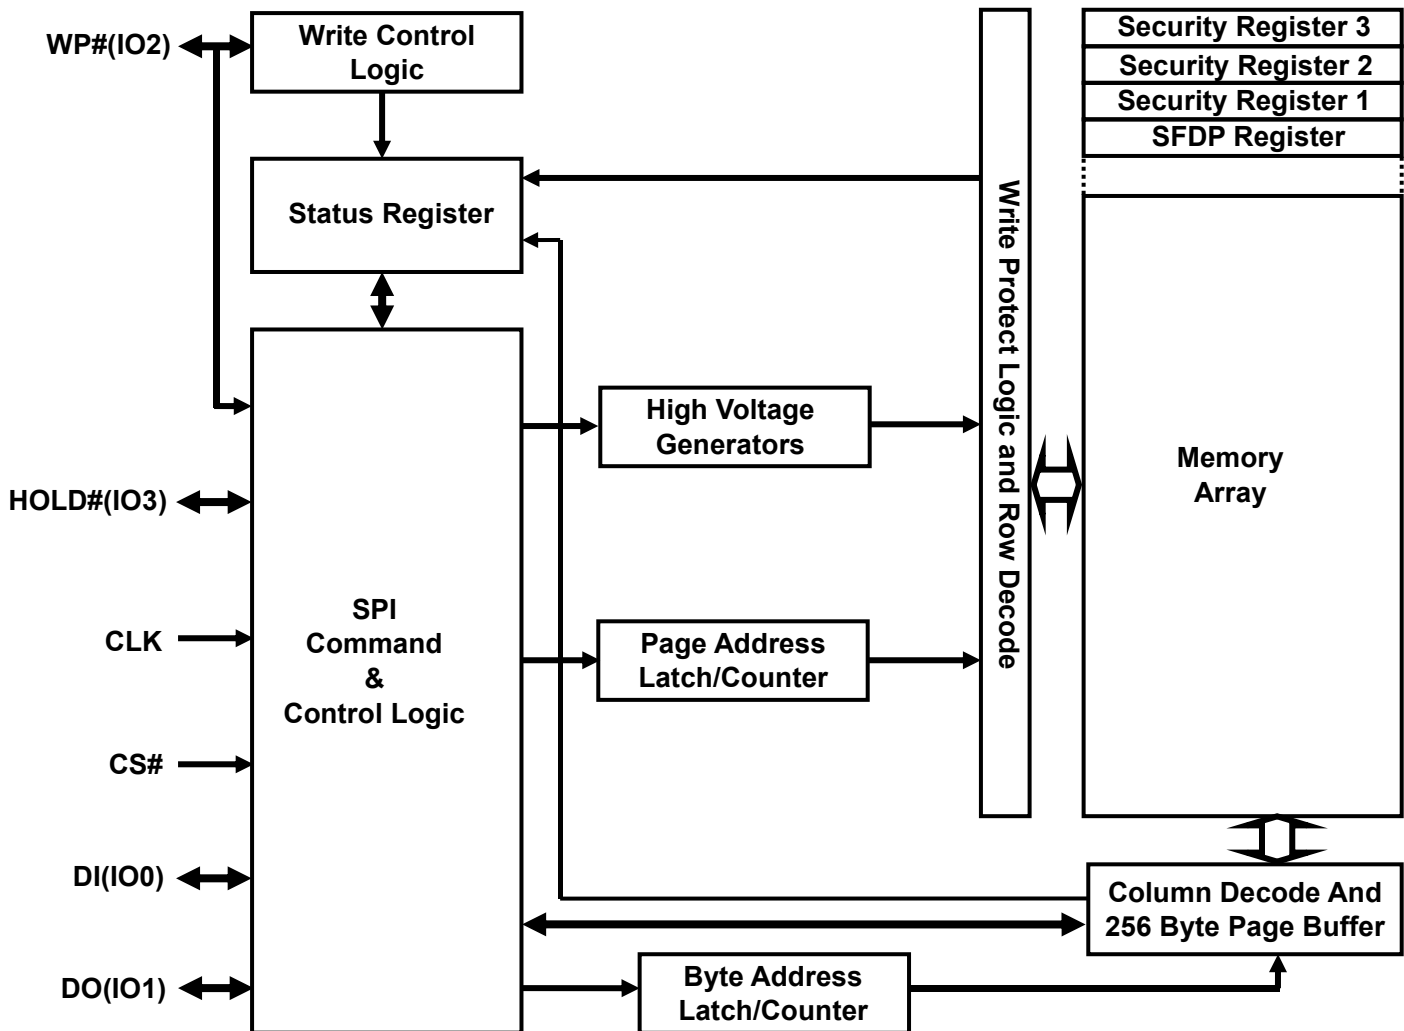 WP#(IO2)
Write Control
Logic
Security Register 3
Security Register 2
Security Register 1
SFDP Register
Status Register
Write Protect Logic and Row Decode
High Voltage
Generators
Memory
Array
HOLD#(IO3)
SPI
Command
&
Control Logic
CLK
Page Address
Latch/Counter
CS#
DI(IO0)
Column Decode And
256 Byte Page Buffer
DO(IO1)
Byte Address
Latch/Counter